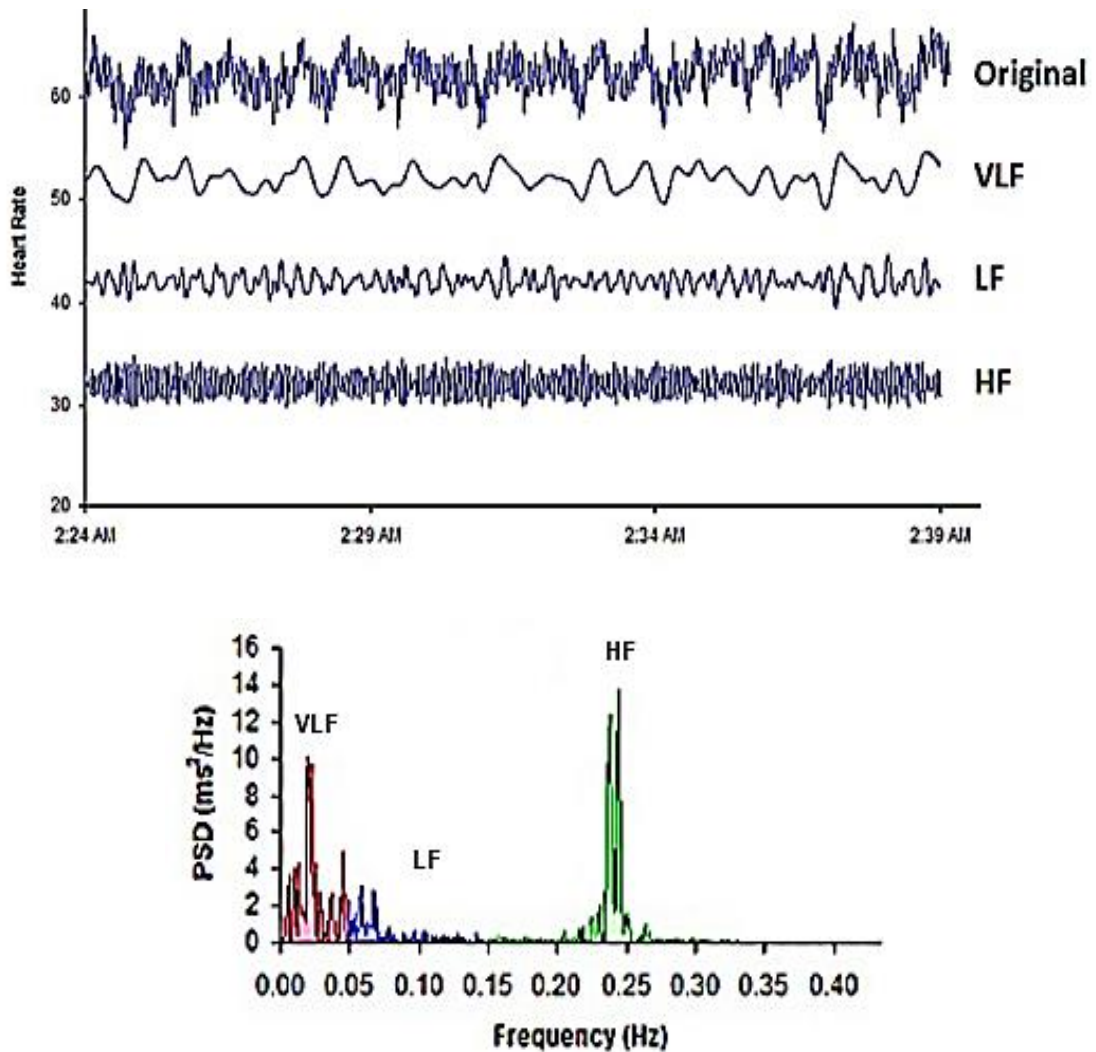 Original
60
VLF
50
Heart Rate
LF
40
HF
30
20
2:24 AM 2:29 AM 2:34 AM 2:39 AM
16
HF
14
12
VLF
10
PSD (ms²/Hz)
8
6
LF
4
2
0
0.00 0.05 0.10 0.15 0.20 0.25 0.30 0.35 0.40
Frequency (Hz)